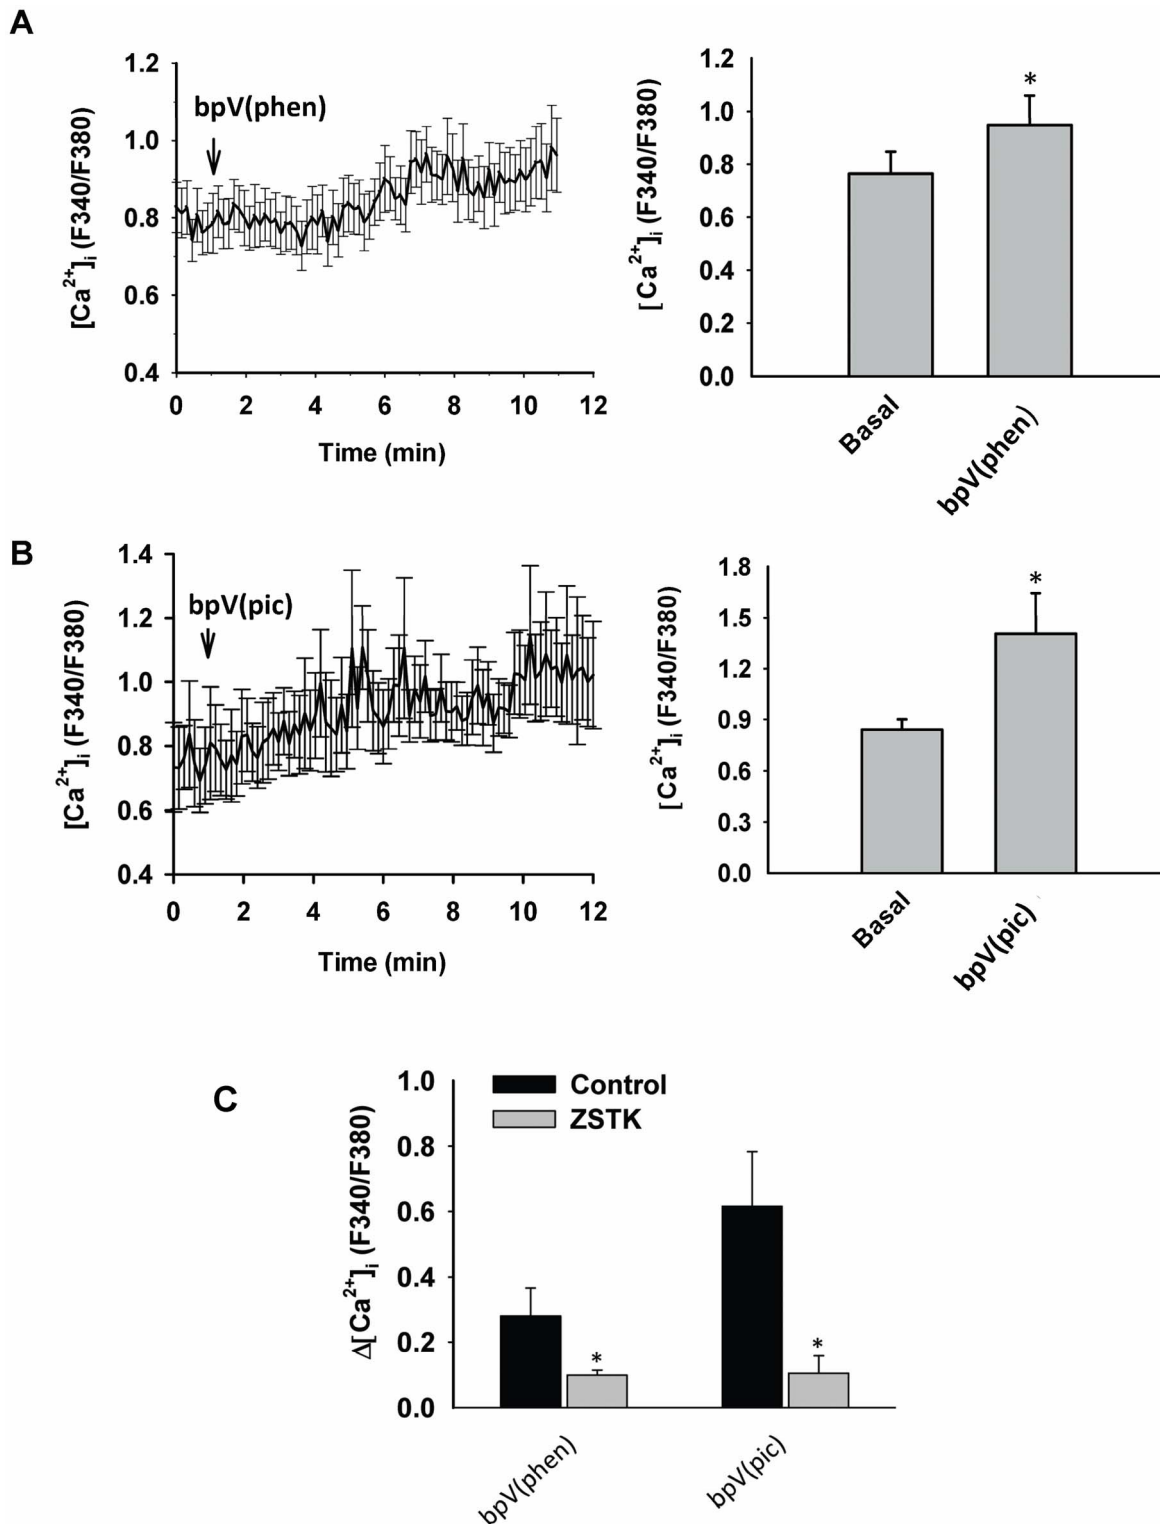 A
[Ca²⁺]ᵢ (F340/F380)
1.2
1.0
0.8
0.6
0.4
bpV(phen)
0 2 4 6 8 10 12
Time (min)
[Ca²⁺]ᵢ (F340/F380)
1.2
1.0
0.8
0.6
0.4
0.2
0.0
*
Basal
bpV(phen)
B
[Ca²⁺]ᵢ (F340/F380)
1.4
1.2
1.0
0.8
0.6
0.4
bpV(pic)
0 2 4 6 8 10 12
Time (min)
[Ca²⁺]ᵢ (F340/F380)
1.8
1.5
1.2
0.9
0.6
0.3
0.0
*
Basal
bpV(pic)
C
Δ[Ca²⁺]ᵢ (F340/F380)
1.0
0.8
0.6
0.4
0.2
0.0
Control
ZSTK
*
*
bpV(phen)
bpV(pic)